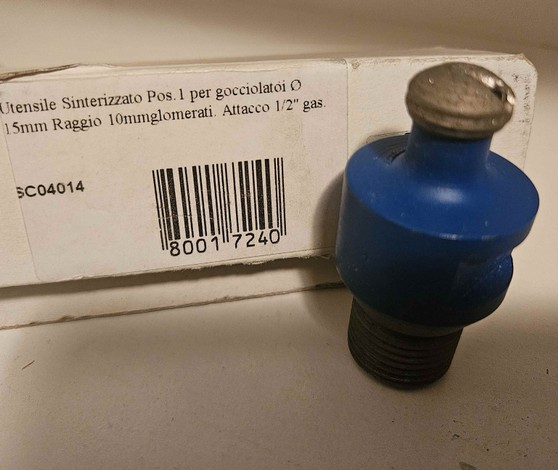 Utensile Sinterizzato Pos.1 per gocciolatoi Ø
15mm Raggio 10mmglomerati. Attacco 1/2" gas.
SC04014
8001 7240